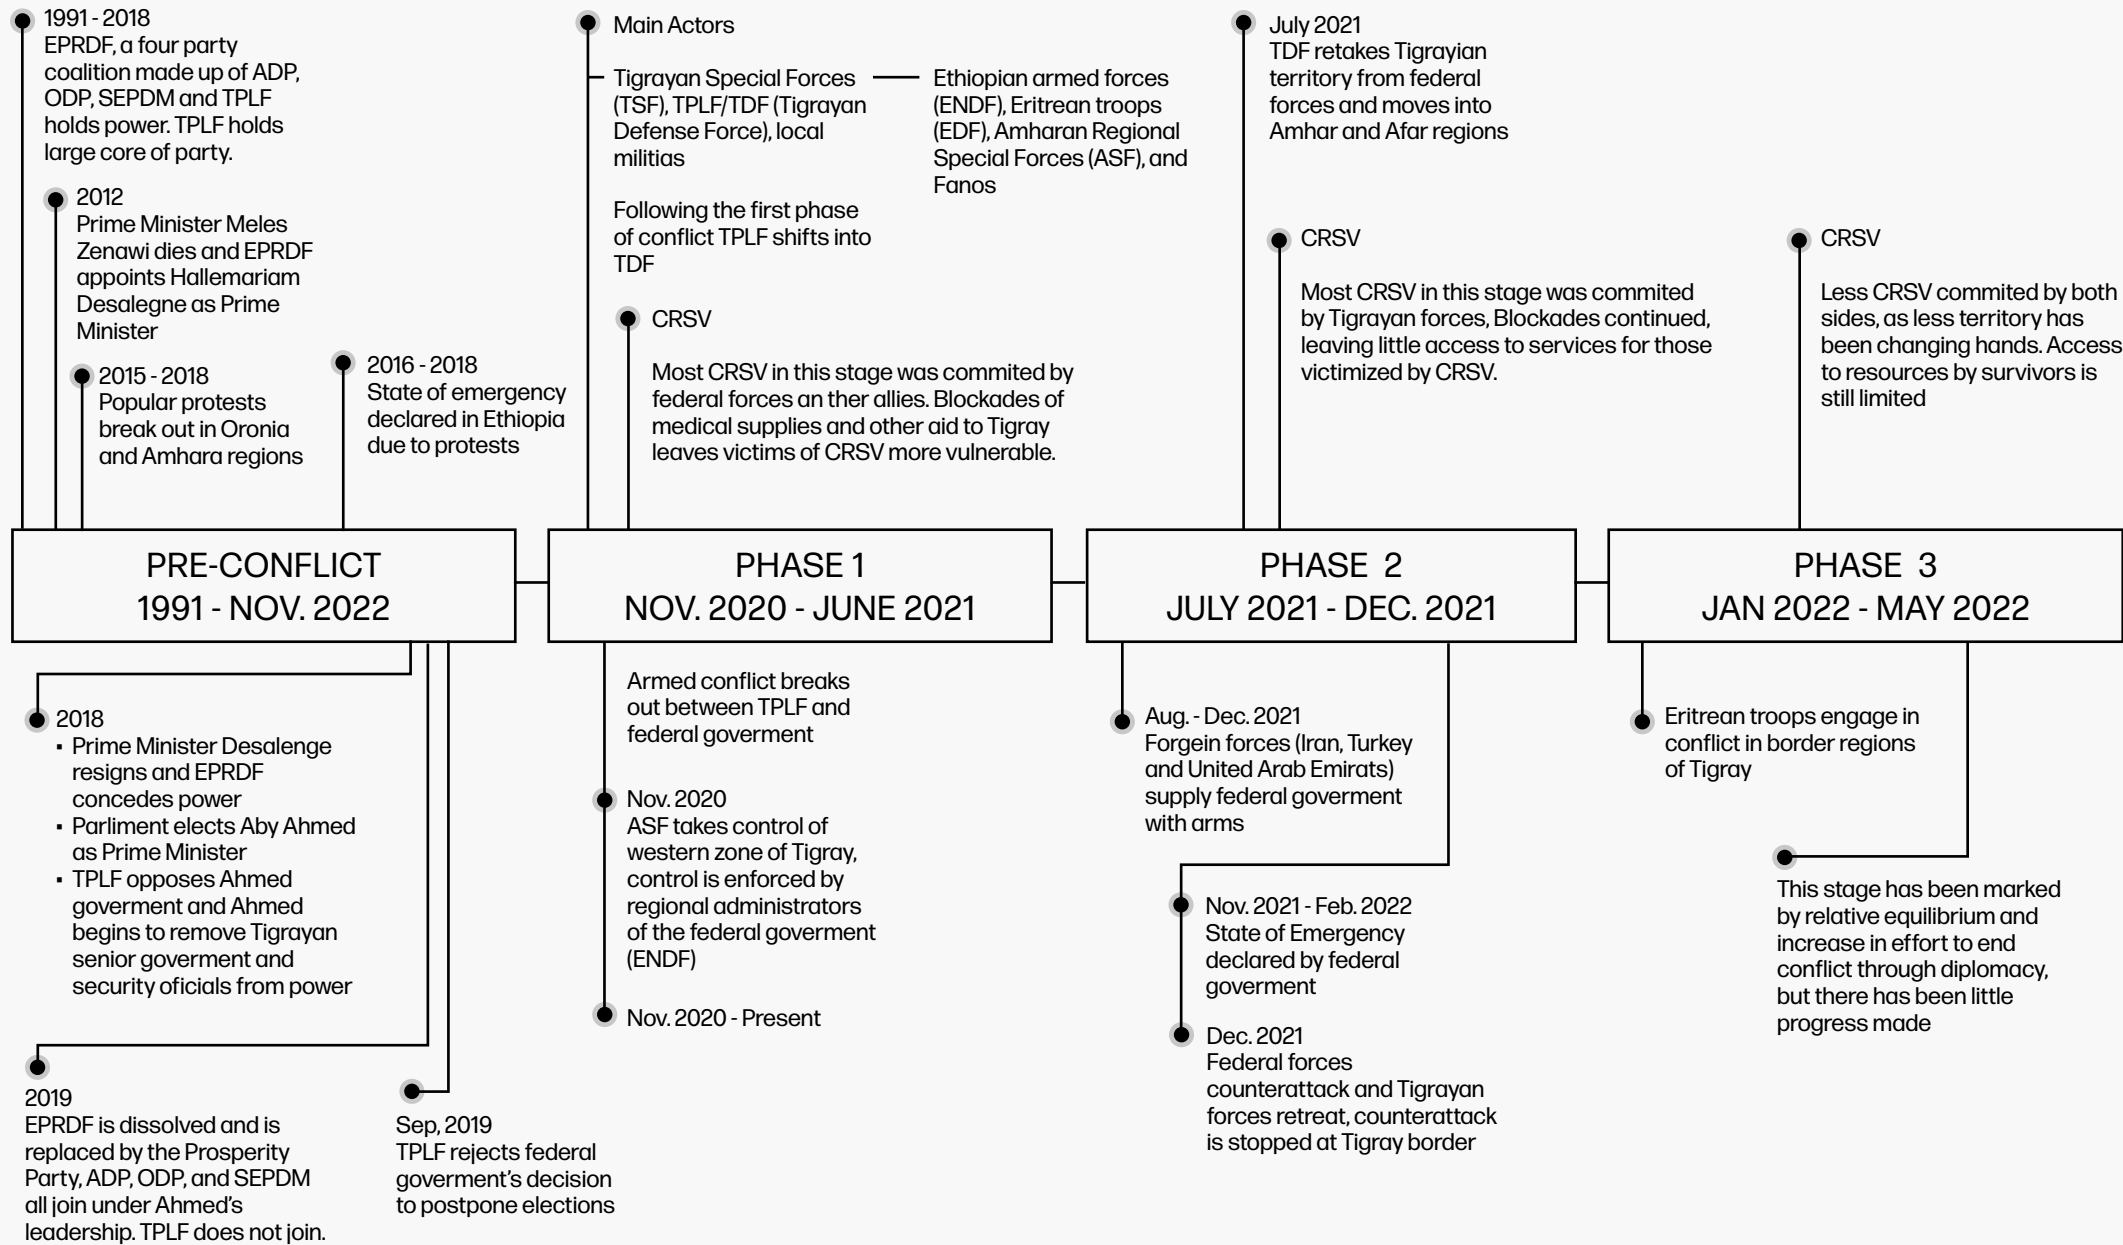 1991 - 2018
EPRDF, a four party
coalition made up of ADP,
ODP, SEPDM and TPLF
holds power. TPLF holds
large core of party.
2012
Prime Minister Meles
Zenawi dies and EPRDF
appoints Hallemariam
Desalegne as Prime
Minister
2015 - 2018
Popular protests
break out in Oronia
and Amhara regions
2016 - 2018
State of emergency
declared in Ethiopia
due to protests
PRE-CONFLICT
1991 - NOV. 2022
2018
▪ Prime Minister Desalenge
resigns and EPRDF
concedes power
▪ Parliment elects Aby Ahmed
as Prime Minister
▪ TPLF opposes Ahmed
goverment and Ahmed
begins to remove Tigrayan
senior goverment and
security oficials from power
2019
EPRDF is dissolved and is
replaced by the Prosperity
Party, ADP, ODP, and SEPDM
all join under Ahmed's
leadership. TPLF does not join.
Sep, 2019
TPLF rejects federal
goverment's decision
to postpone elections
Main Actors
Tigrayan Special Forces
(TSF), TPLF/TDF (Tigrayan
Defense Force), local
militias
Ethiopian armed forces
(ENDF), Eritrean troops
(EDF), Amharan Regional
Special Forces (ASF), and
Fanos
Following the first phase
of conflict TPLF shifts into
TDF
CRSV
Most CRSV in this stage was commited by
federal forces an ther allies. Blockades of
medical supplies and other aid to Tigray
leaves victims of CRSV more vulnerable.
PHASE 1
NOV. 2020 - JUNE 2021
Armed conflict breaks
out between TPLF and
federal goverment
Nov. 2020
ASF takes control of
western zone of Tigray,
control is enforced by
regional administrators
of the federal goverment
(ENDF)
Nov. 2020 - Present
July 2021
TDF retakes Tigrayian
territory from federal
forces and moves into
Amhar and Afar regions
CRSV
Most CRSV in this stage was commited
by Tigrayan forces, Blockades continued,
leaving little access to services for those
victimized by CRSV.
PHASE 2
JULY 2021 - DEC. 2021
Aug. - Dec. 2021
Forgein forces (Iran, Turkey
and United Arab Emirats)
supply federal goverment
with arms
Nov. 2021 - Feb. 2022
State of Emergency
declared by federal
goverment
Dec. 2021
Federal forces
counterattack and Tigrayan
forces retreat, counterattack
is stopped at Tigray border
CRSV
Less CRSV commited by both
sides, as less territory has
been changing hands. Access
to resources by survivors is
still limited
PHASE 3
JAN 2022 - MAY 2022
Eritrean troops engage in
conflict in border regions
of Tigray
This stage has been marked
by relative equilibrium and
increase in effort to end
conflict through diplomacy,
but there has been little
progress made